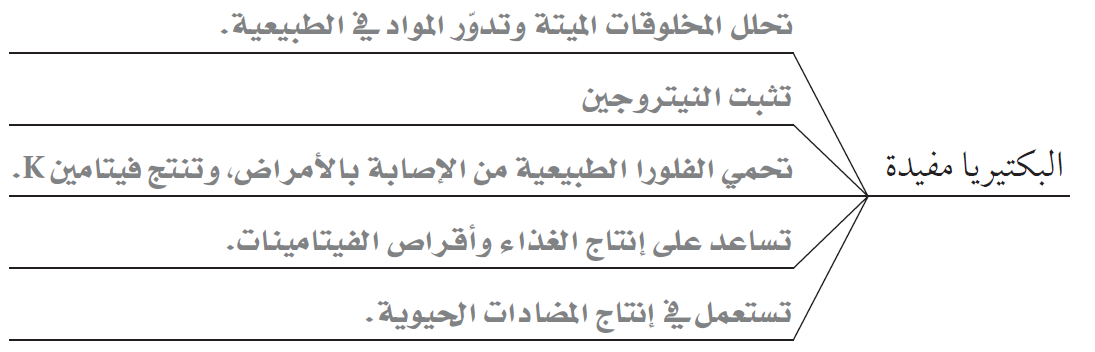 البكتيريا مفيدة
تحلل المخلوقات الميتة وتدوّر المواد في الطبيعية.
تثبت النيتروجين
تحمي الفلورا الطبيعية من الإصابة بالأمراض، وتنتج فيتامين K.
تساعد على إنتاج الغذاء وأقراص الفيتامينات.
تستعمل في إنتاج المضادات الحيوية.